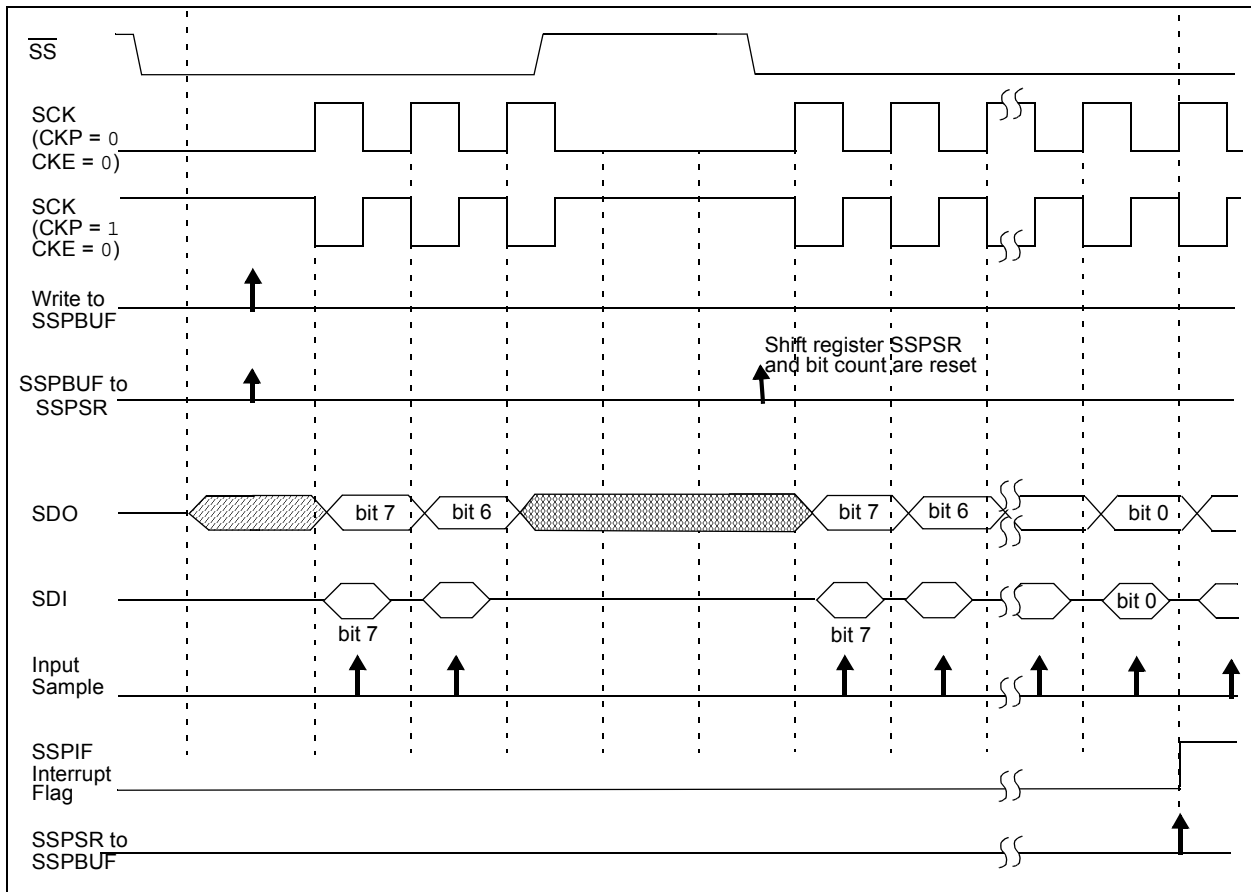 SS
SCK
(CKP = 0
CKE = 0)
SCK
(CKP = 1
CKE = 0)
Write to
SSPBUF
Shift register SSPSR
and bit count are reset
SSPBUF to
SSPSR
SDO
bit 7
bit 6
bit 7
bit 6
bit 0
SDI
bit 0
bit 7
bit 7
Input
Sample
SSPIF
Interrupt
Flag
SSPSR to
SSPBUF